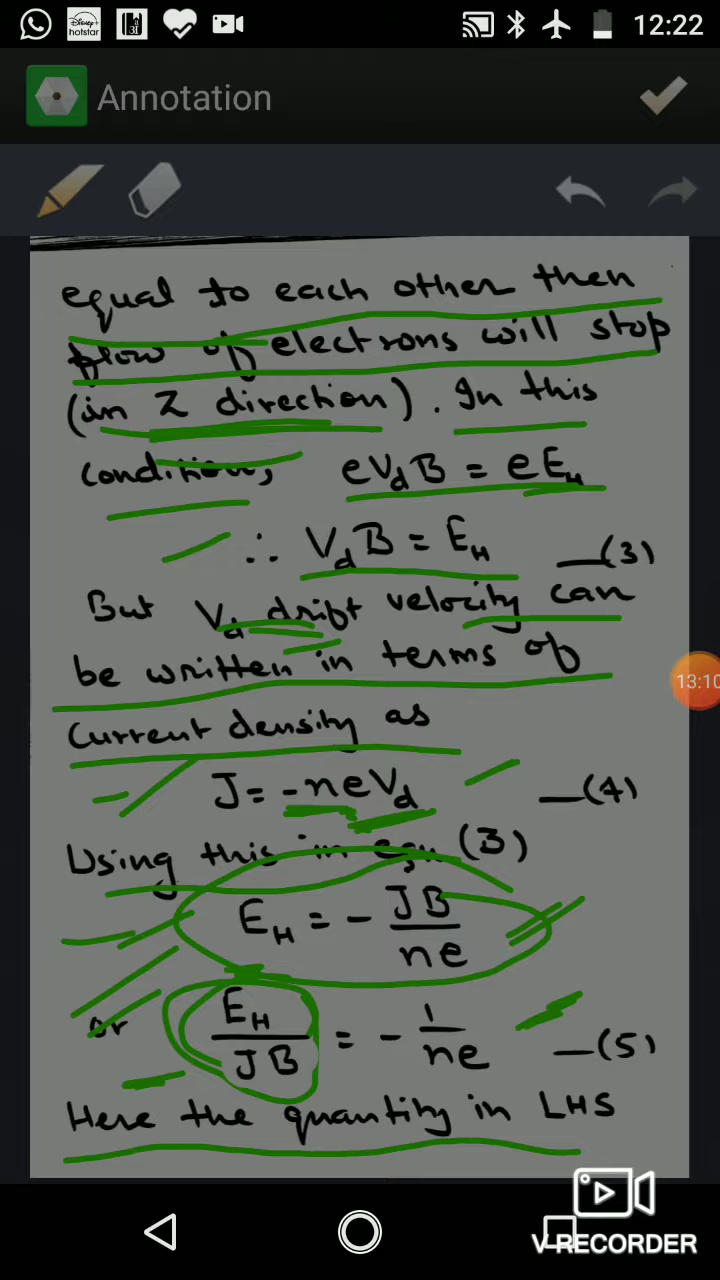 Disney+
hotstar
31
12:22
Annotation
equal to each other then
flow of electrons will stop
(in Z direction). In this
condition, eVdB = eEH
∴ VdB = EH —(3)
But Vd drift velocity can
be written in terms of
Current density as
J = -neVd —(4)
Using this in eqn (3)
EH = - JB/ne
or EH/JB = - 1/ne —(5)
Here the quantity in LHS
13:10
V RECORDER